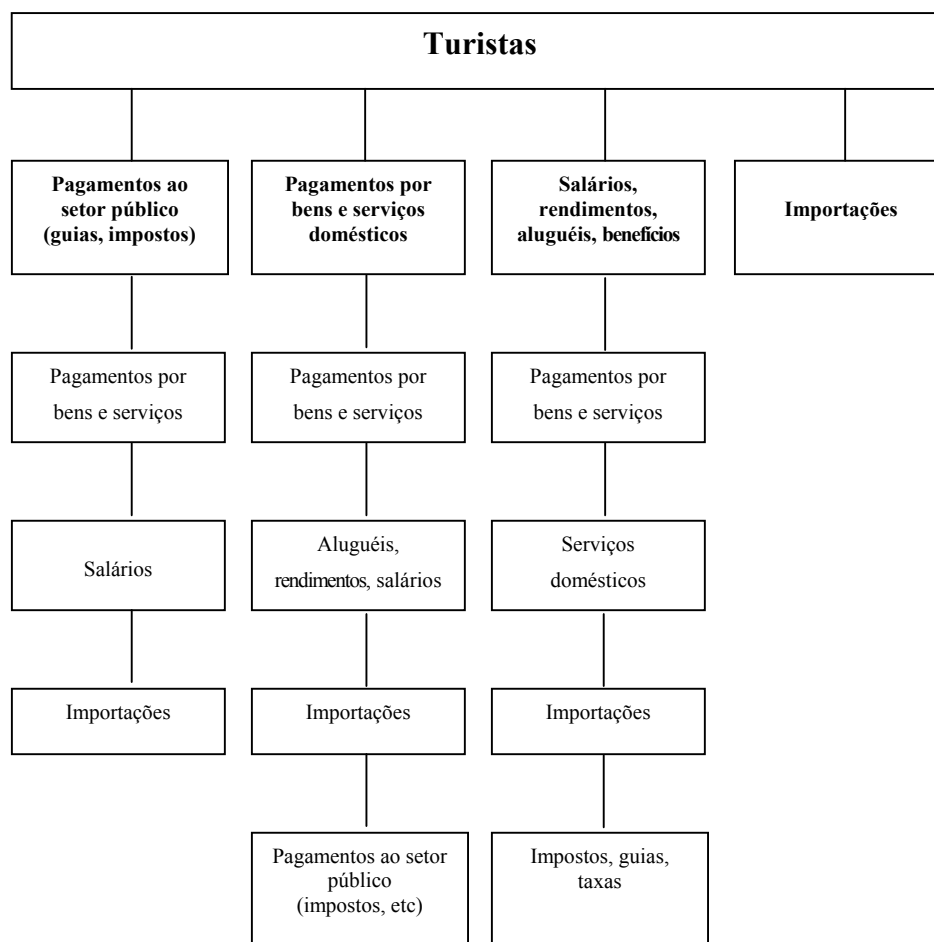 Turistas
Pagamentos ao
setor público
(guias, impostos)
Pagamentos por
bens e serviços
domésticos
Salários,
rendimentos,
aluguéis, benefícios
Importações
Pagamentos por
bens e serviços
Pagamentos por
bens e serviços
Pagamentos por
bens e serviços
Salários
Aluguéis,
rendimentos, salários
Serviços
domésticos
Importações
Importações
Importações
Pagamentos ao setor
público
(impostos, etc)
Impostos, guias,
taxas